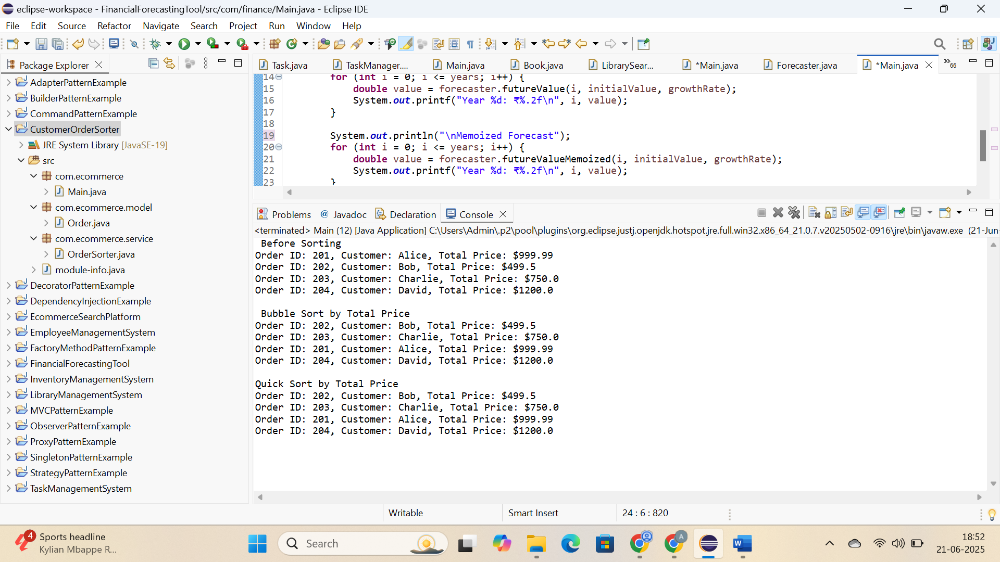 eclipse-workspace - FinancialForecastingTool/src/com/finance/Main.java - Eclipse IDE
File Edit Source Refactor Navigate Search Project Run Window Help
Package Explorer
AdapterPatternExample
BuilderPatternExample
CommandPatternExample
CustomerOrderSorter
JRE System Library [JavaSE-19]
src
com.ecommerce
Main.java
com.ecommerce.model
Order.java
com.ecommerce.service
OrderSorter.java
module-info.java
DecoratorPatternExample
DependencyInjectionExample
EcommerceSearchPlatform
EmployeeManagementSystem
FactoryMethodPatternExample
FinancialForecastingTool
InventoryManagementSystem
LibraryManagementSystem
MVCPatternExample
ObserverPatternExample
ProxyPatternExample
SingletonPatternExample
StrategyPatternExample
TaskManagementSystem
Task.java TaskManager.... Main.java Book.java LibrarySear... *Main.java Forecaster.java *Main.java »66
14 for (int i = 0; i <= years; i++) {
15 double value = forecaster.futureValue(i, initialValue, growthRate);
16 System.out.printf("Year %d: ₹%.2f\n", i, value);
17 }
18
19 System.out.println("\nMemoized Forecast");
20 for (int i = 0; i <= years; i++) {
21 double value = forecaster.futureValueMemoized(i, initialValue, growthRate);
22 System.out.printf("Year %d: ₹%.2f\n", i, value);
23 }
Problems @ Javadoc Declaration Console
<terminated> Main (12) [Java Application] C:\Users\Admin\.p2\pool\plugins\org.eclipse.justj.openjdk.hotspot.jre.full.win32.x86_64_21.0.7.v20250502-0916\jre\bin\javaw.exe (21-Jun-
Before Sorting
Order ID: 201, Customer: Alice, Total Price: $999.99
Order ID: 202, Customer: Bob, Total Price: $499.5
Order ID: 203, Customer: Charlie, Total Price: $750.0
Order ID: 204, Customer: David, Total Price: $1200.0
Bubble Sort by Total Price
Order ID: 202, Customer: Bob, Total Price: $499.5
Order ID: 203, Customer: Charlie, Total Price: $750.0
Order ID: 201, Customer: Alice, Total Price: $999.99
Order ID: 204, Customer: David, Total Price: $1200.0
Quick Sort by Total Price
Order ID: 202, Customer: Bob, Total Price: $499.5
Order ID: 203, Customer: Charlie, Total Price: $750.0
Order ID: 201, Customer: Alice, Total Price: $999.99
Order ID: 204, Customer: David, Total Price: $1200.0
Writable Smart Insert 24 : 6 : 820
4 Sports headline
Kylian Mbappe R...
Search
A
W
18:52
21-06-2025